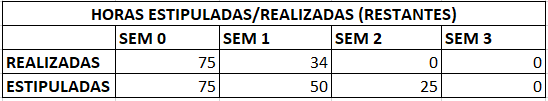 HORAS ESTIPULADAS/REALIZADAS (RESTANTES)
SEM 0 SEM 1 SEM 2 SEM 3
REALIZADAS 75 34 0 0
ESTIPULADAS 75 50 25 0